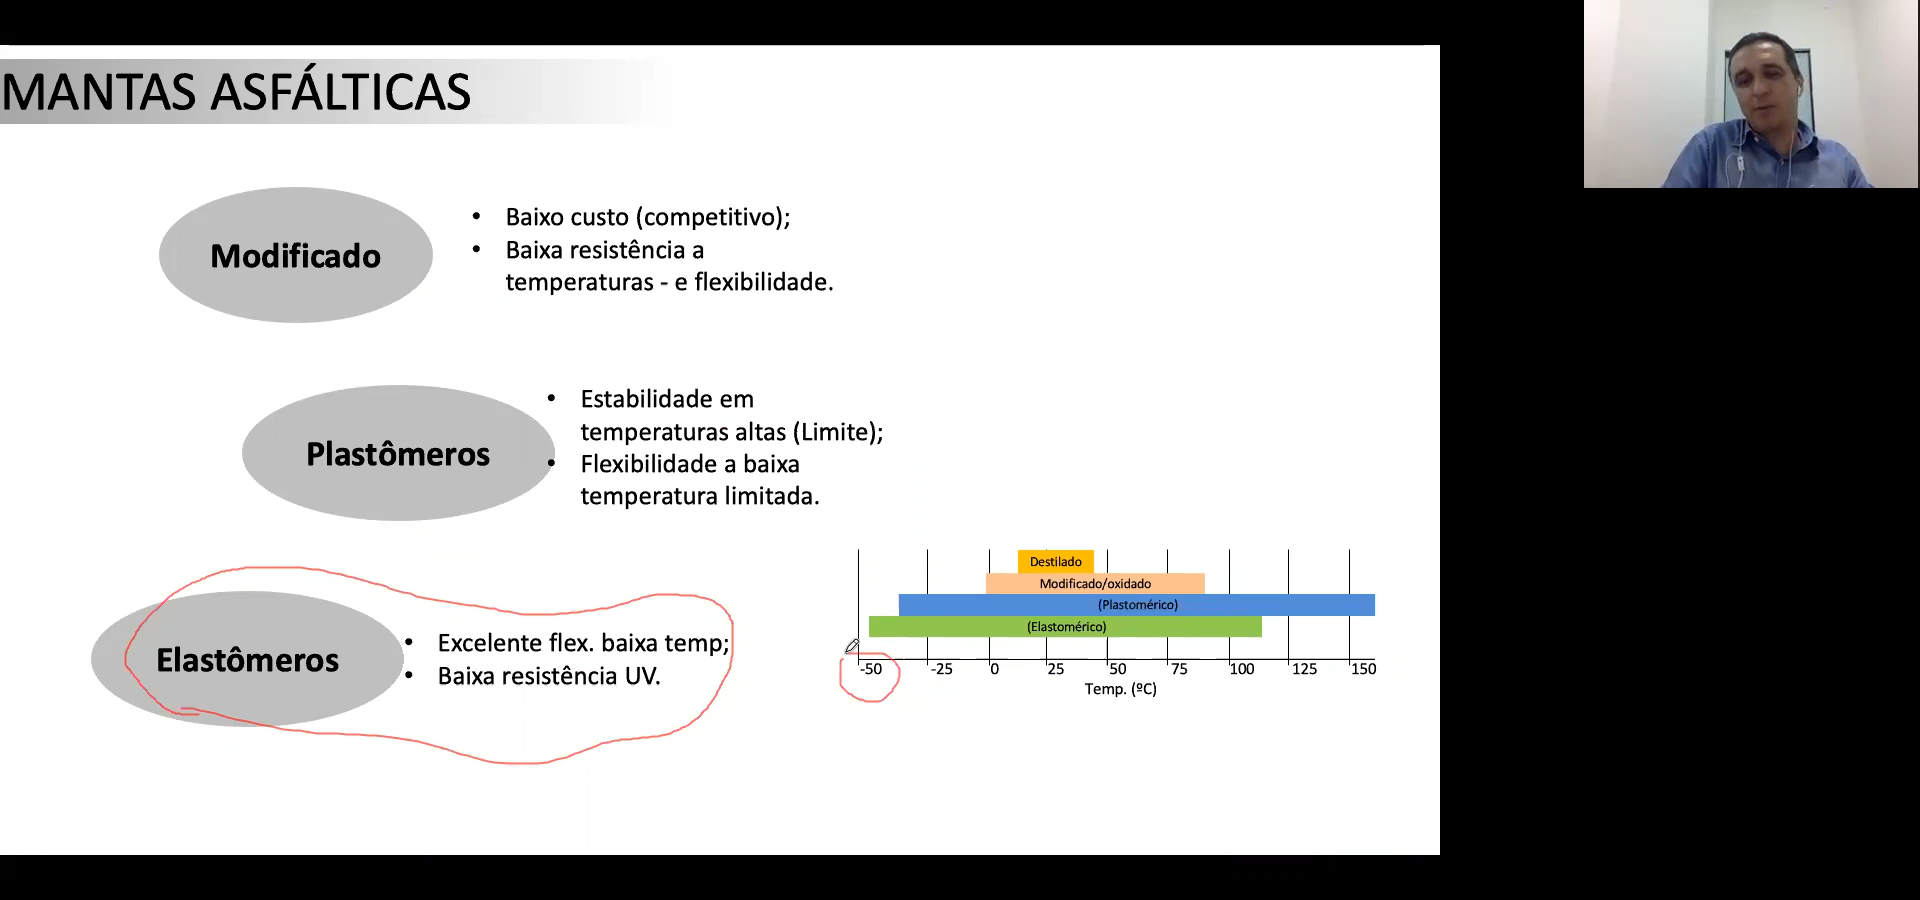 MANTAS ASFÁLTICAS
Modificado
• Baixo custo (competitivo);
• Baixa resistência a
temperaturas - e flexibilidade.
Plastômeros
• Estabilidade em
temperaturas altas (Limite);
• Flexibilidade a baixa
temperatura limitada.
Elastômeros
• Excelente flex. baixa temp;
• Baixa resistência UV.
Destilado
Modificado/oxidado
(Plastomérico)
(Elastomérico)
-50 -25 0 25 50 75 100 125 150
Temp. (ºC)